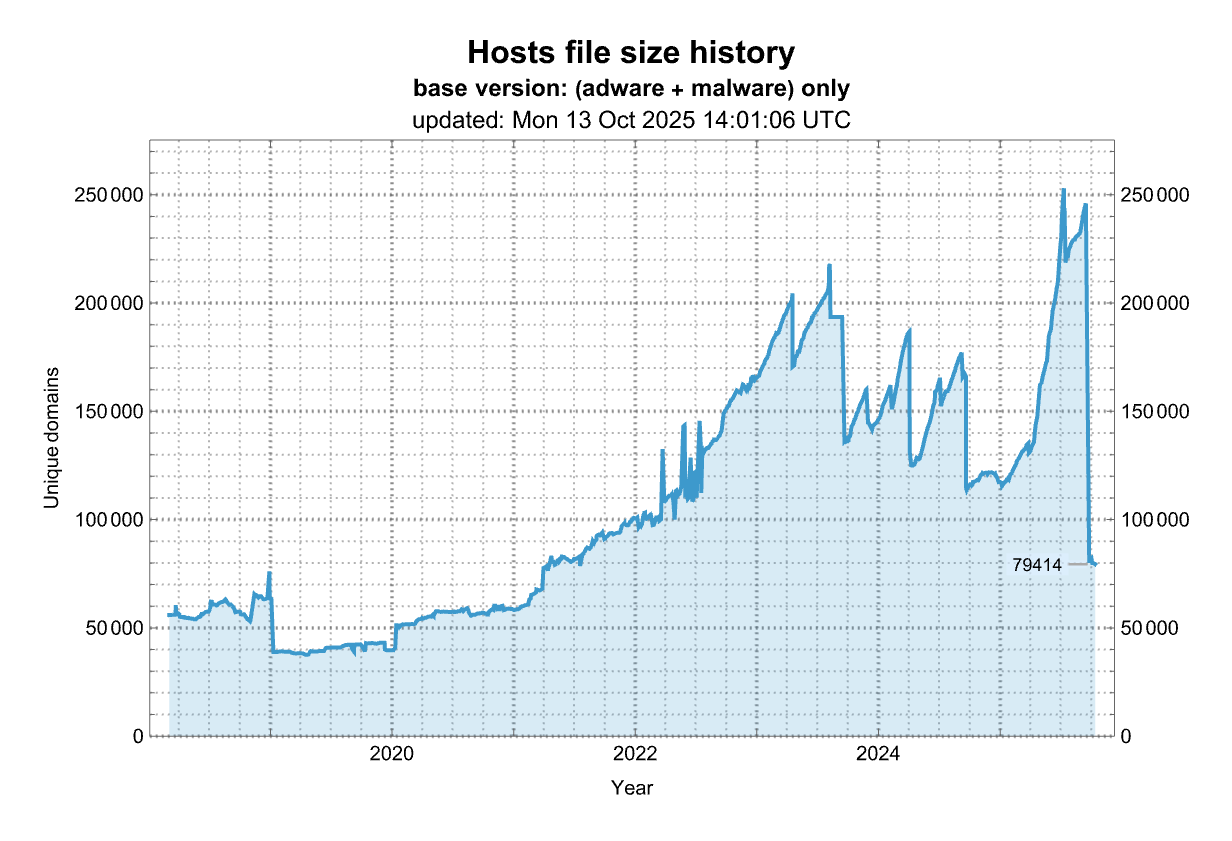 Hosts file size history
base version: (adware + malware) only
updated: Mon 13 Oct 2025 14:01:06 UTC
250 000 250 000
200 000 200 000
150 000 150 000
100 000 100 000
79414
50 000 50 000
0 0
2020 2022 2024
Unique domains
Year